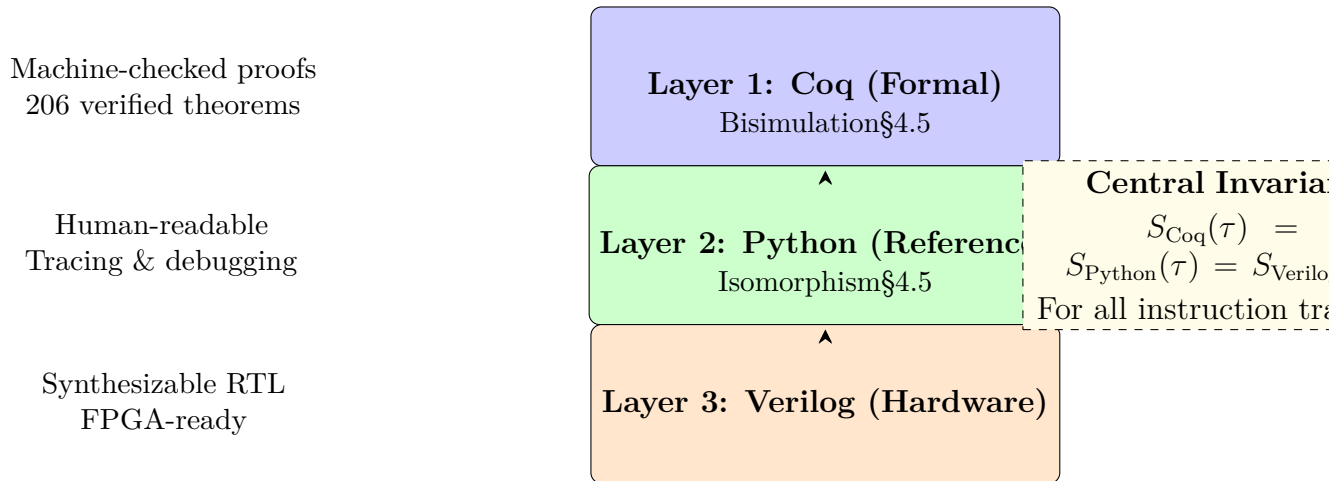 Machine-checked proofs
206 verified theorems
Layer 1: Coq (Formal)
Bisimulation§4.5
Human-readable
Tracing & debugging
Layer 2: Python (Referenc
Isomorphism§4.5
Central Invaria
S_Coq(τ) =
S_Python(τ) = S_Verilo
For all instruction tra
Synthesizable RTL
FPGA-ready
Layer 3: Verilog (Hardware)